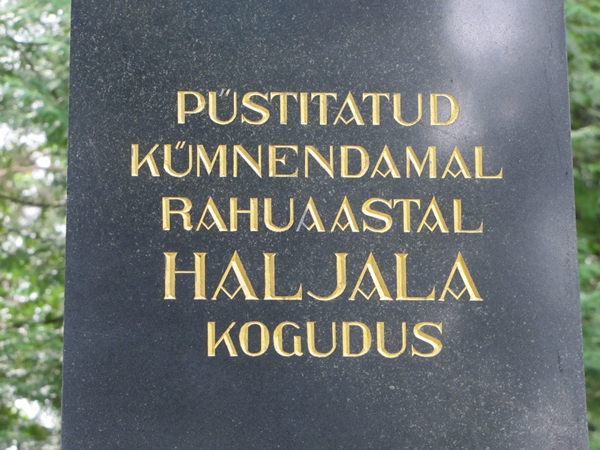 PÜSTITATUD
KÜMNENDAMAL
RAHUAASTAL
HALJALA
KOGUDUS